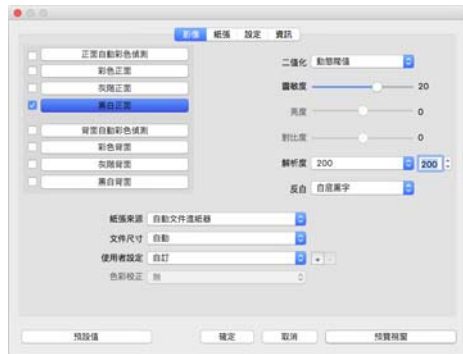 影像 紙張 設定 資訊
正面自動彩色偵測
彩色正面
灰階正面
黑白正面
背面自動彩色偵測
彩色背面
灰階背面
黑白背面
二值化 動態閥值
靈敏度 20
亮度 0
對比度 0
解析度 200 200
反白 白底黑字
紙張來源 自動文件進紙器
文件尺寸 自動
使用者設定 自訂 + -
色彩校正 無
預設值 確定 取消 預覽視窗